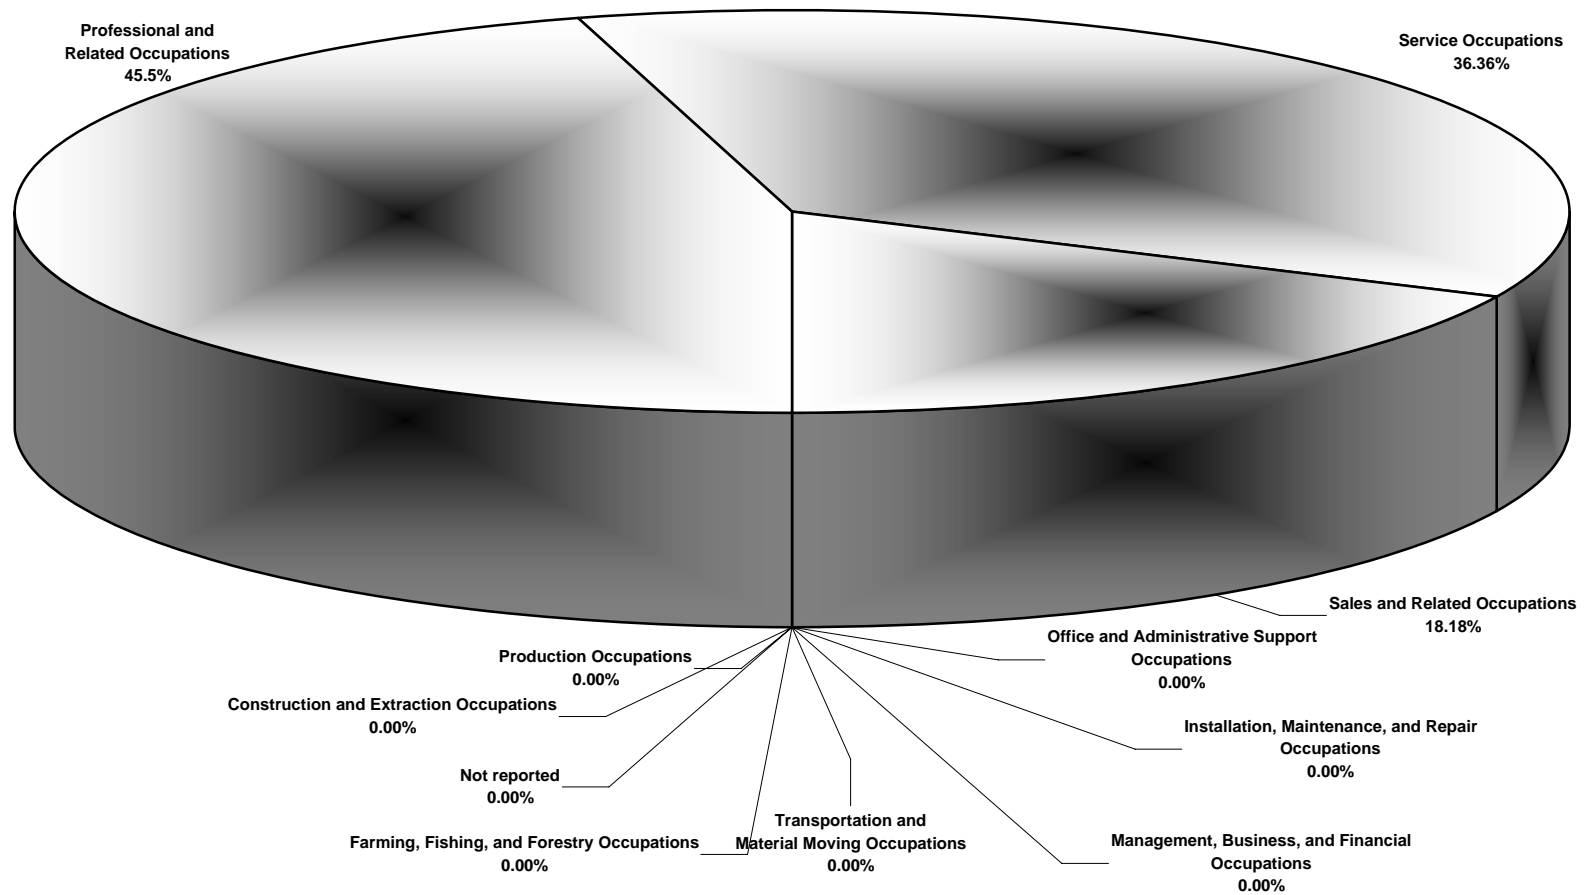 Professional and
Related Occupations
45.5%
Service Occupations
36.36%
Sales and Related Occupations
18.18%
Office and Administrative Support
Occupations
0.00%
Production Occupations
0.00%
Construction and Extraction Occupations
0.00%
Installation, Maintenance, and Repair
Occupations
0.00%
Not reported
0.00%
Transportation and
Material Moving Occupations
0.00%
Farming, Fishing, and Forestry Occupations
0.00%
Management, Business, and Financial
Occupations
0.00%